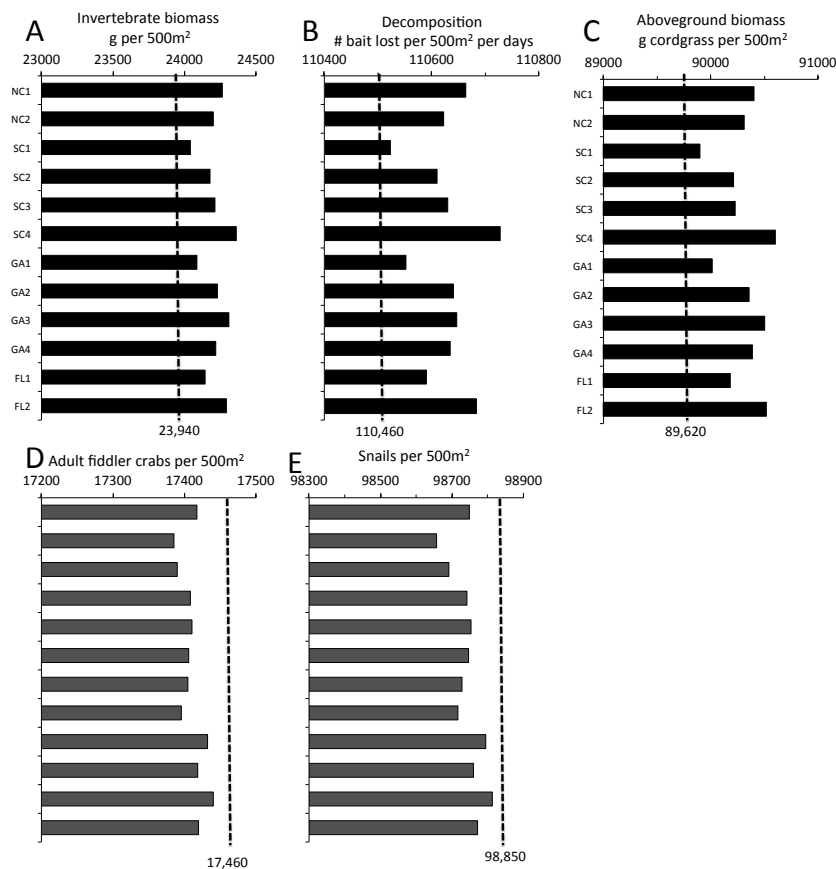 A
Invertebrate biomass
g per 500m²
23000 23500 24000 24500
NC1
NC2
SC1
SC2
SC3
SC4
GA1
GA2
GA3
GA4
FL1
FL2
23,940
B
Decomposition
# bait lost per 500m² per days
110400 110600 110800
110,460
C
Aboveground biomass
g cordgrass per 500m²
89000 90000 91000
NC1
NC2
SC1
SC2
SC3
SC4
GA1
GA2
GA3
GA4
FL1
FL2
89,620
D
Adult fiddler crabs per 500m²
17200 17300 17400 17500
17,460
E
Snails per 500m²
98300 98500 98700 98900
98,850